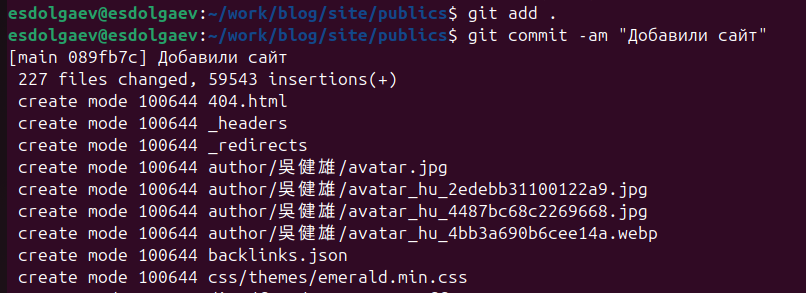 esdolgaev@esdolgaev:~/work/blog/site/publics$ git add .
esdolgaev@esdolgaev:~/work/blog/site/publics$ git commit -am "Добавили сайт"
[main 089fb7c] Добавили сайт
227 files changed, 59543 insertions(+)
create mode 100644 404.html
create mode 100644 _headers
create mode 100644 _redirects
create mode 100644 author/吳健雄/avatar.jpg
create mode 100644 author/吳健雄/avatar_hu_2edebb31100122a9.jpg
create mode 100644 author/吳健雄/avatar_hu_4487bc68c2269668.jpg
create mode 100644 author/吳健雄/avatar_hu_4bb3a690b6cee14a.webp
create mode 100644 backlinks.json
create mode 100644 css/themes/emerald.min.css